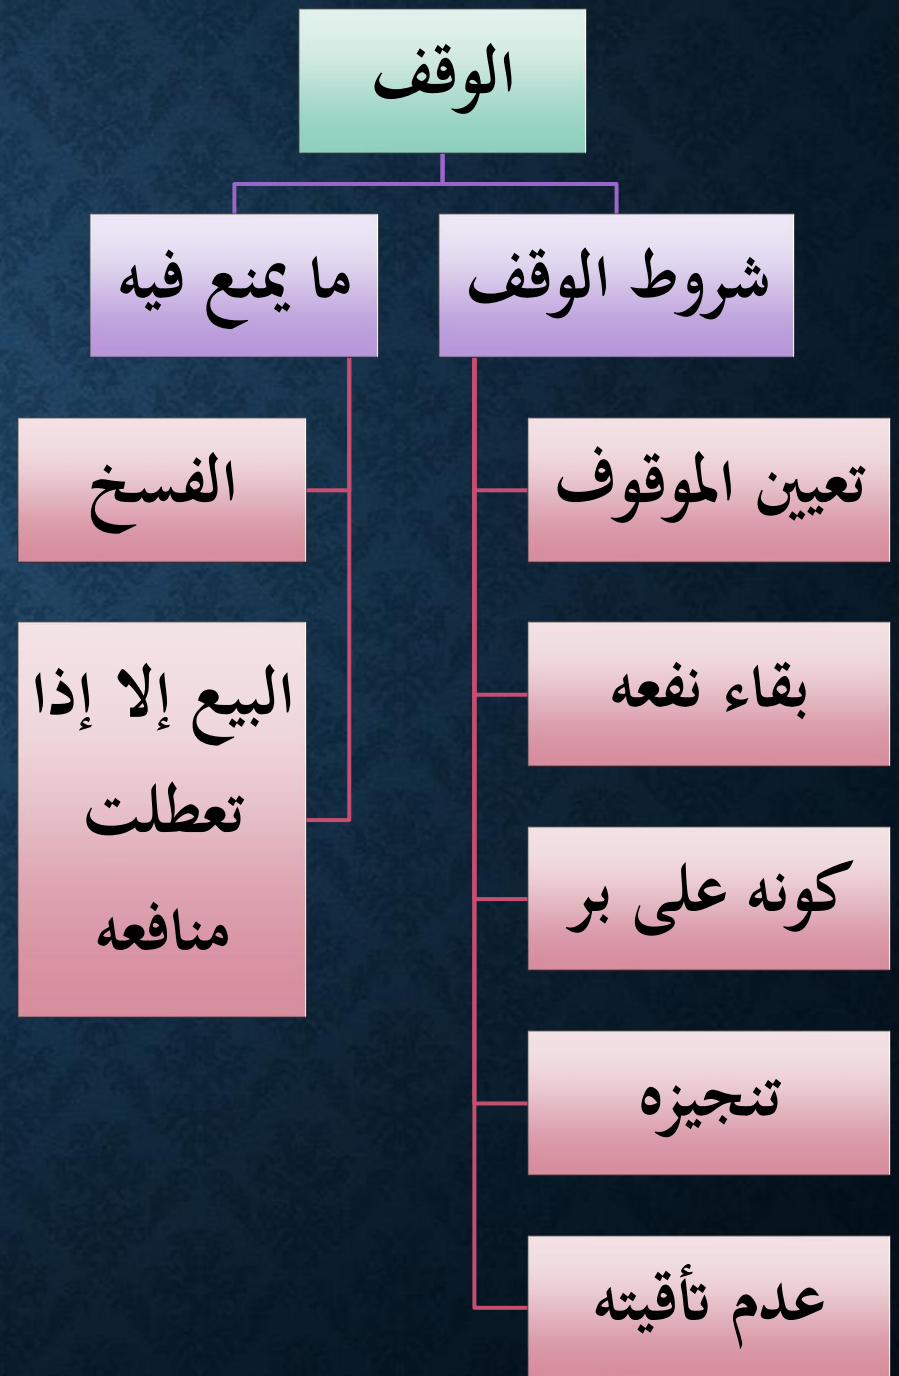 الوقف
شروط الوقف
تعيين الموقوف
بقاء نفعه
كونه على بر
تنجيزه
عدم تأقيته
ما يمنع فيه
الفسخ
البيع إلا إذا
تعطلت
منافعه